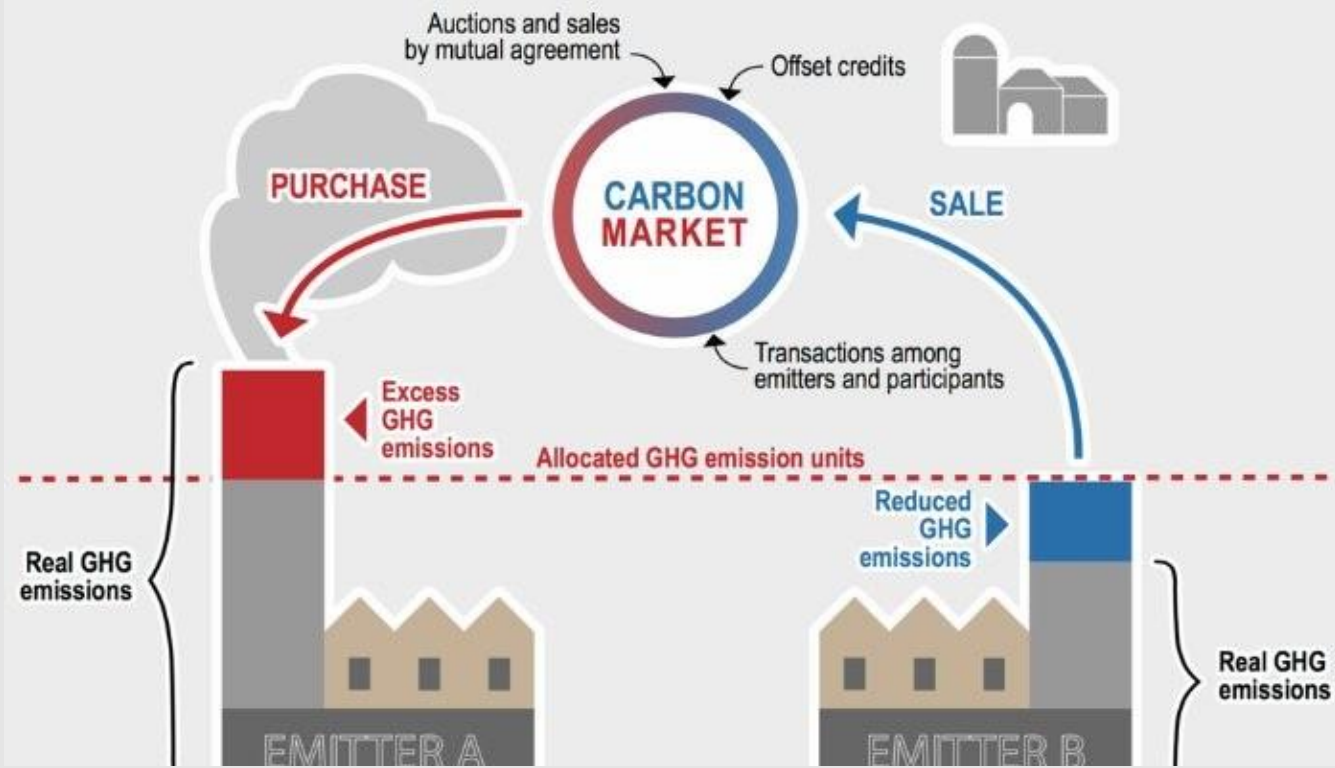 Auctions and sales
by mutual agreement
Offset credits
PURCHASE
CARBON
MARKET
SALE
Transactions among
emitters and participants
Excess
GHG
emissions
Allocated GHG emission units
Reduced
GHG
emissions
Real GHG
emissions
Real GHG
emissions
EMITTER A
EMITTER B